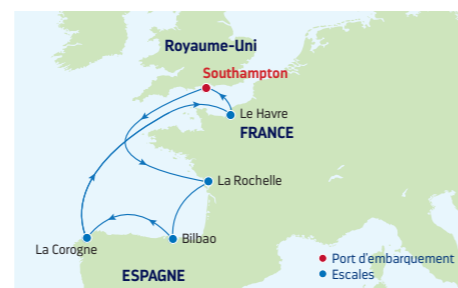 Royaume-Uni
Southampton
Le Havre
FRANCE
La Rochelle
La Corogne
Bilbao
ESPAGNE
Port d'embarquement
Escales